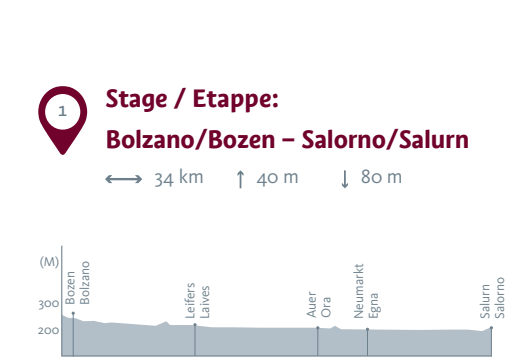 1
Stage / Etappe:
Bolzano/Bozen – Salorno/Salurn
34 km
40 m
80 m
(M)
300
200
Bozen
Bolzano
Leifers
Laives
Auer
Ora
Neumarkt
Egna
Salurn
Salorno